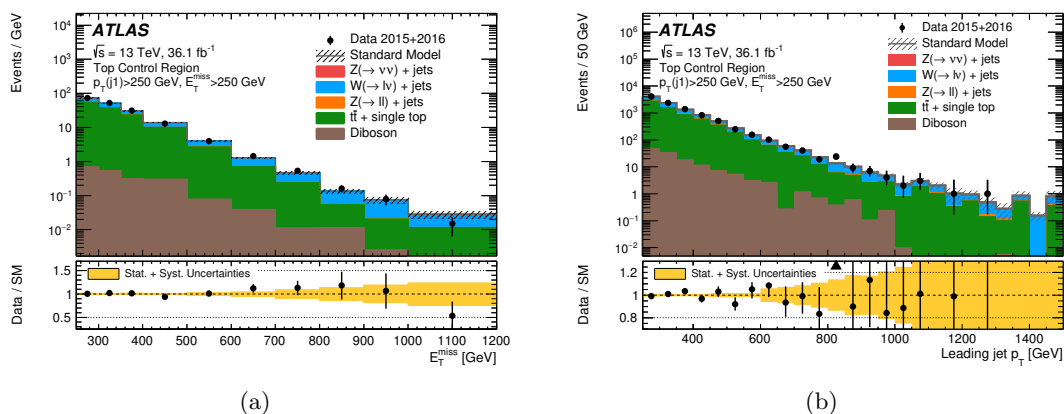 ATLAS
√s = 13 TeV, 36.1 fb⁻¹
Top Control Region
p_T(j1)>250 GeV, E_T^miss>250 GeV
Data 2015+2016
Standard Model
Z(→ νν) + jets
W(→ lν) + jets
Z(→ ll) + jets
tt̄ + single top
Diboson
Events / GeV
10⁴
10³
10²
10
1
10⁻¹
10⁻²
Stat. + Syst. Uncertainties
Data / SM
1.5
1.0
0.5
300 400 500 600 700 800 900 1000 1100 1200
E_T^miss [GeV]
(a)
ATLAS
√s = 13 TeV, 36.1 fb⁻¹
Top Control Region
p_T(j1)>250 GeV, E_T^miss>250 GeV
Data 2015+2016
Standard Model
Z(→ νν) + jets
W(→ lν) + jets
Z(→ ll) + jets
tt̄ + single top
Diboson
Events / 50 GeV
10⁶
10⁵
10⁴
10³
10²
10
1
10⁻¹
10⁻²
Stat. + Syst. Uncertainties
Data / SM
1.2
1.0
0.8
400 600 800 1000 1200 1400
Leading jet p_T [GeV]
(b)